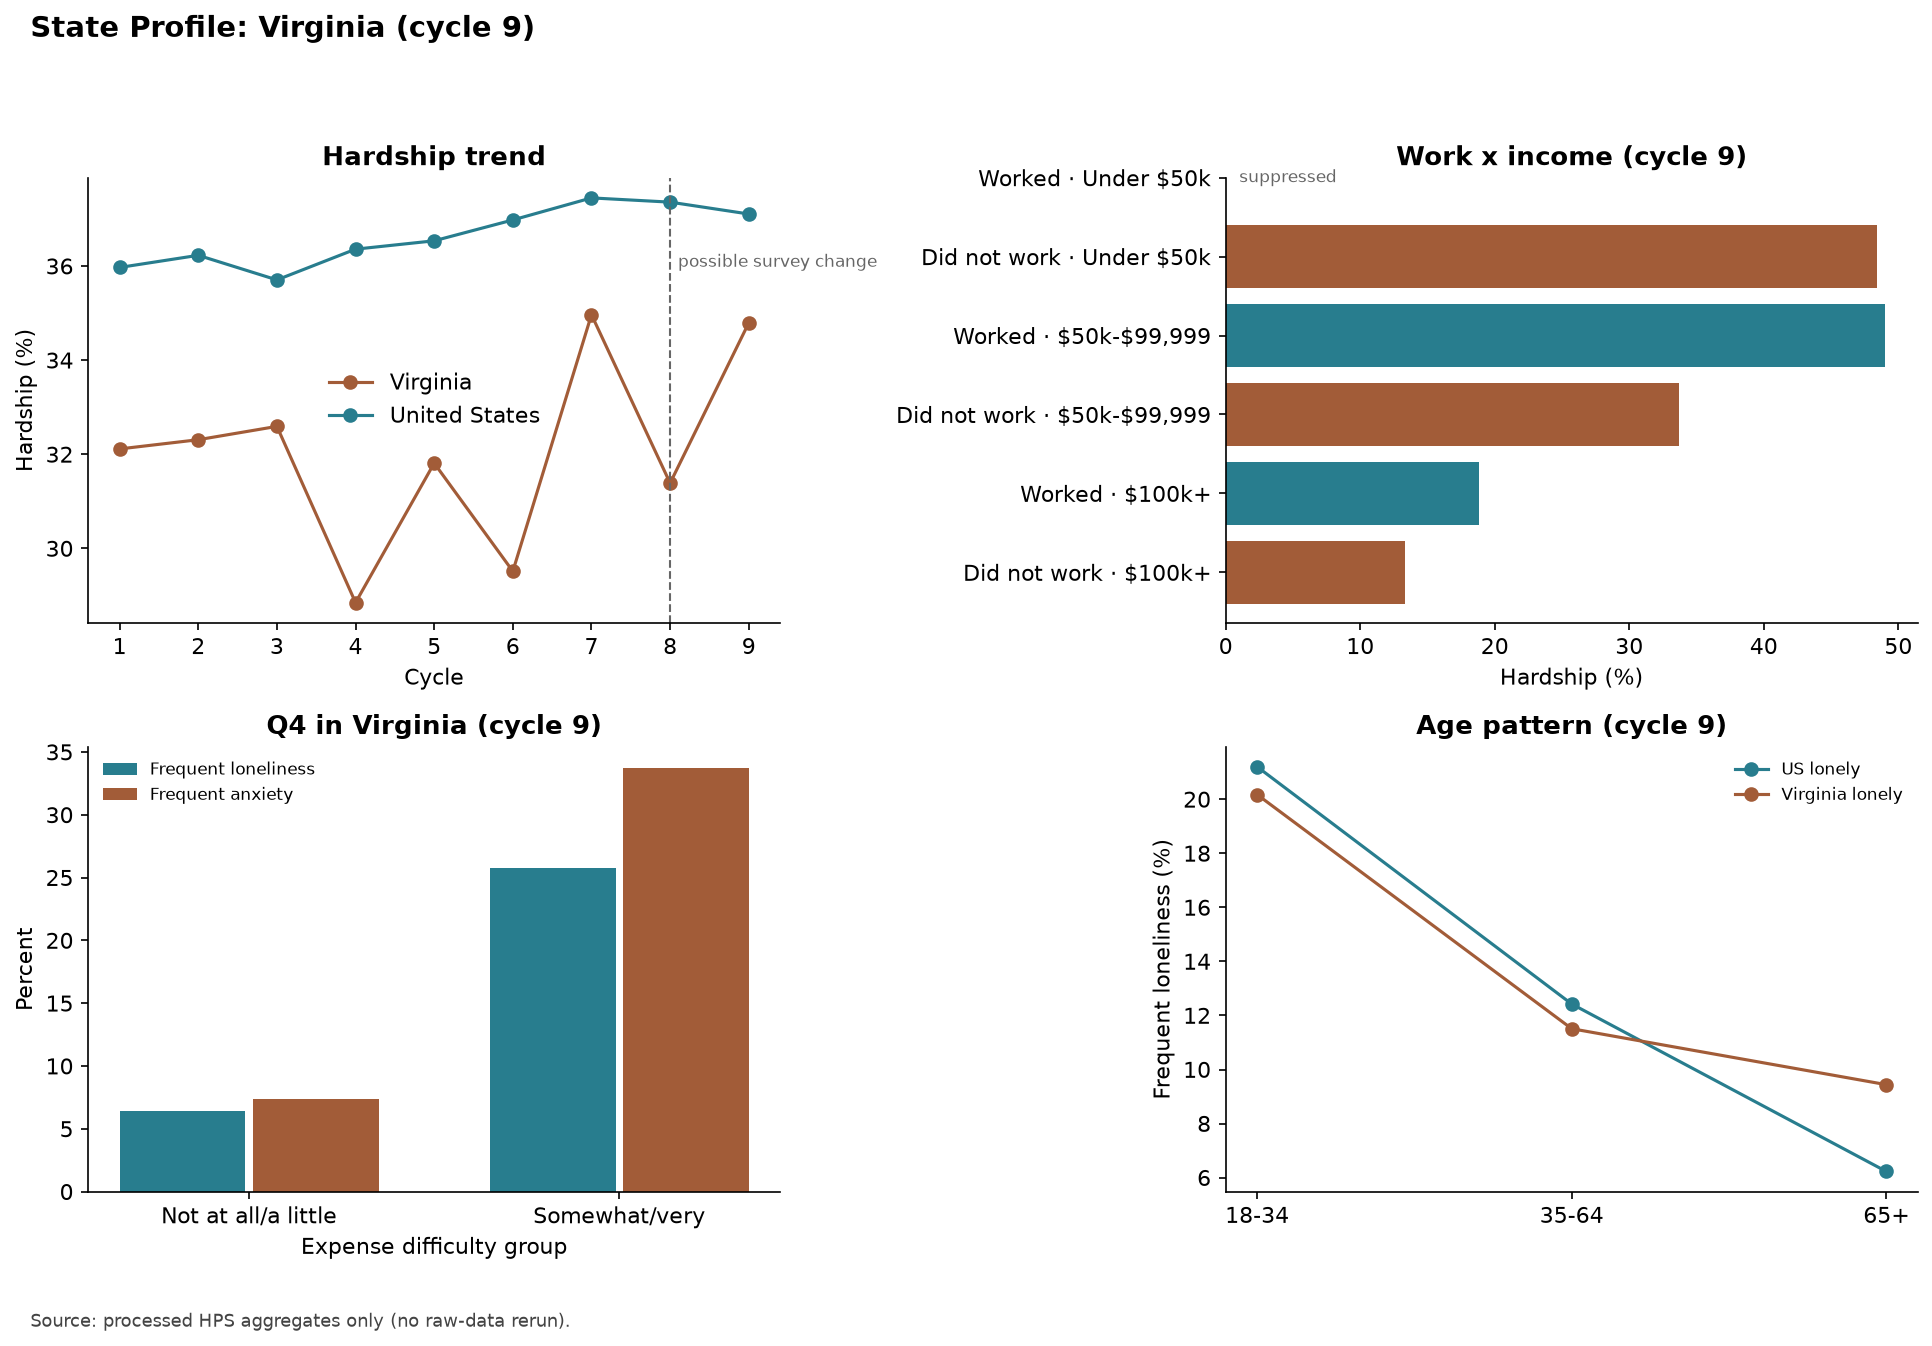 State Profile: Virginia (cycle 9)
Hardship trend
Hardship (%)
36
34
32
30
possible survey change
Virginia
United States
1 2 3 4 5 6 7 8 9
Cycle
Work x income (cycle 9)
Worked · Under $50k
suppressed
Did not work · Under $50k
Worked · $50k-$99,999
Did not work · $50k-$99,999
Worked · $100k+
Did not work · $100k+
0 10 20 30 40 50
Hardship (%)
Q4 in Virginia (cycle 9)
Percent
35
30
25
20
15
10
5
0
Frequent loneliness
Frequent anxiety
Not at all/a little Somewhat/very
Expense difficulty group
Age pattern (cycle 9)
Frequent loneliness (%)
20
18
16
14
12
10
8
6
US lonely
Virginia lonely
18-34 35-64 65+
Source: processed HPS aggregates only (no raw-data rerun).